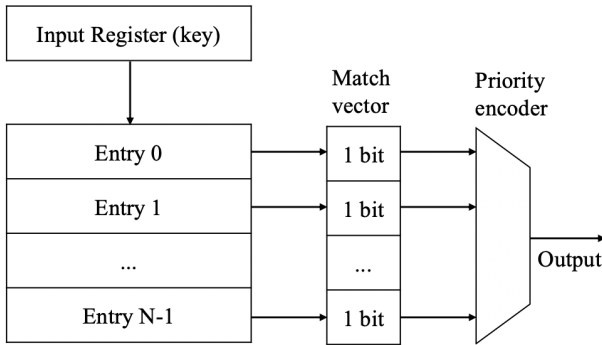 Input Register (key)
Match
vector
Priority
encoder
Entry 0
1 bit
Entry 1
1 bit
...
...
Output
Entry N-1
1 bit